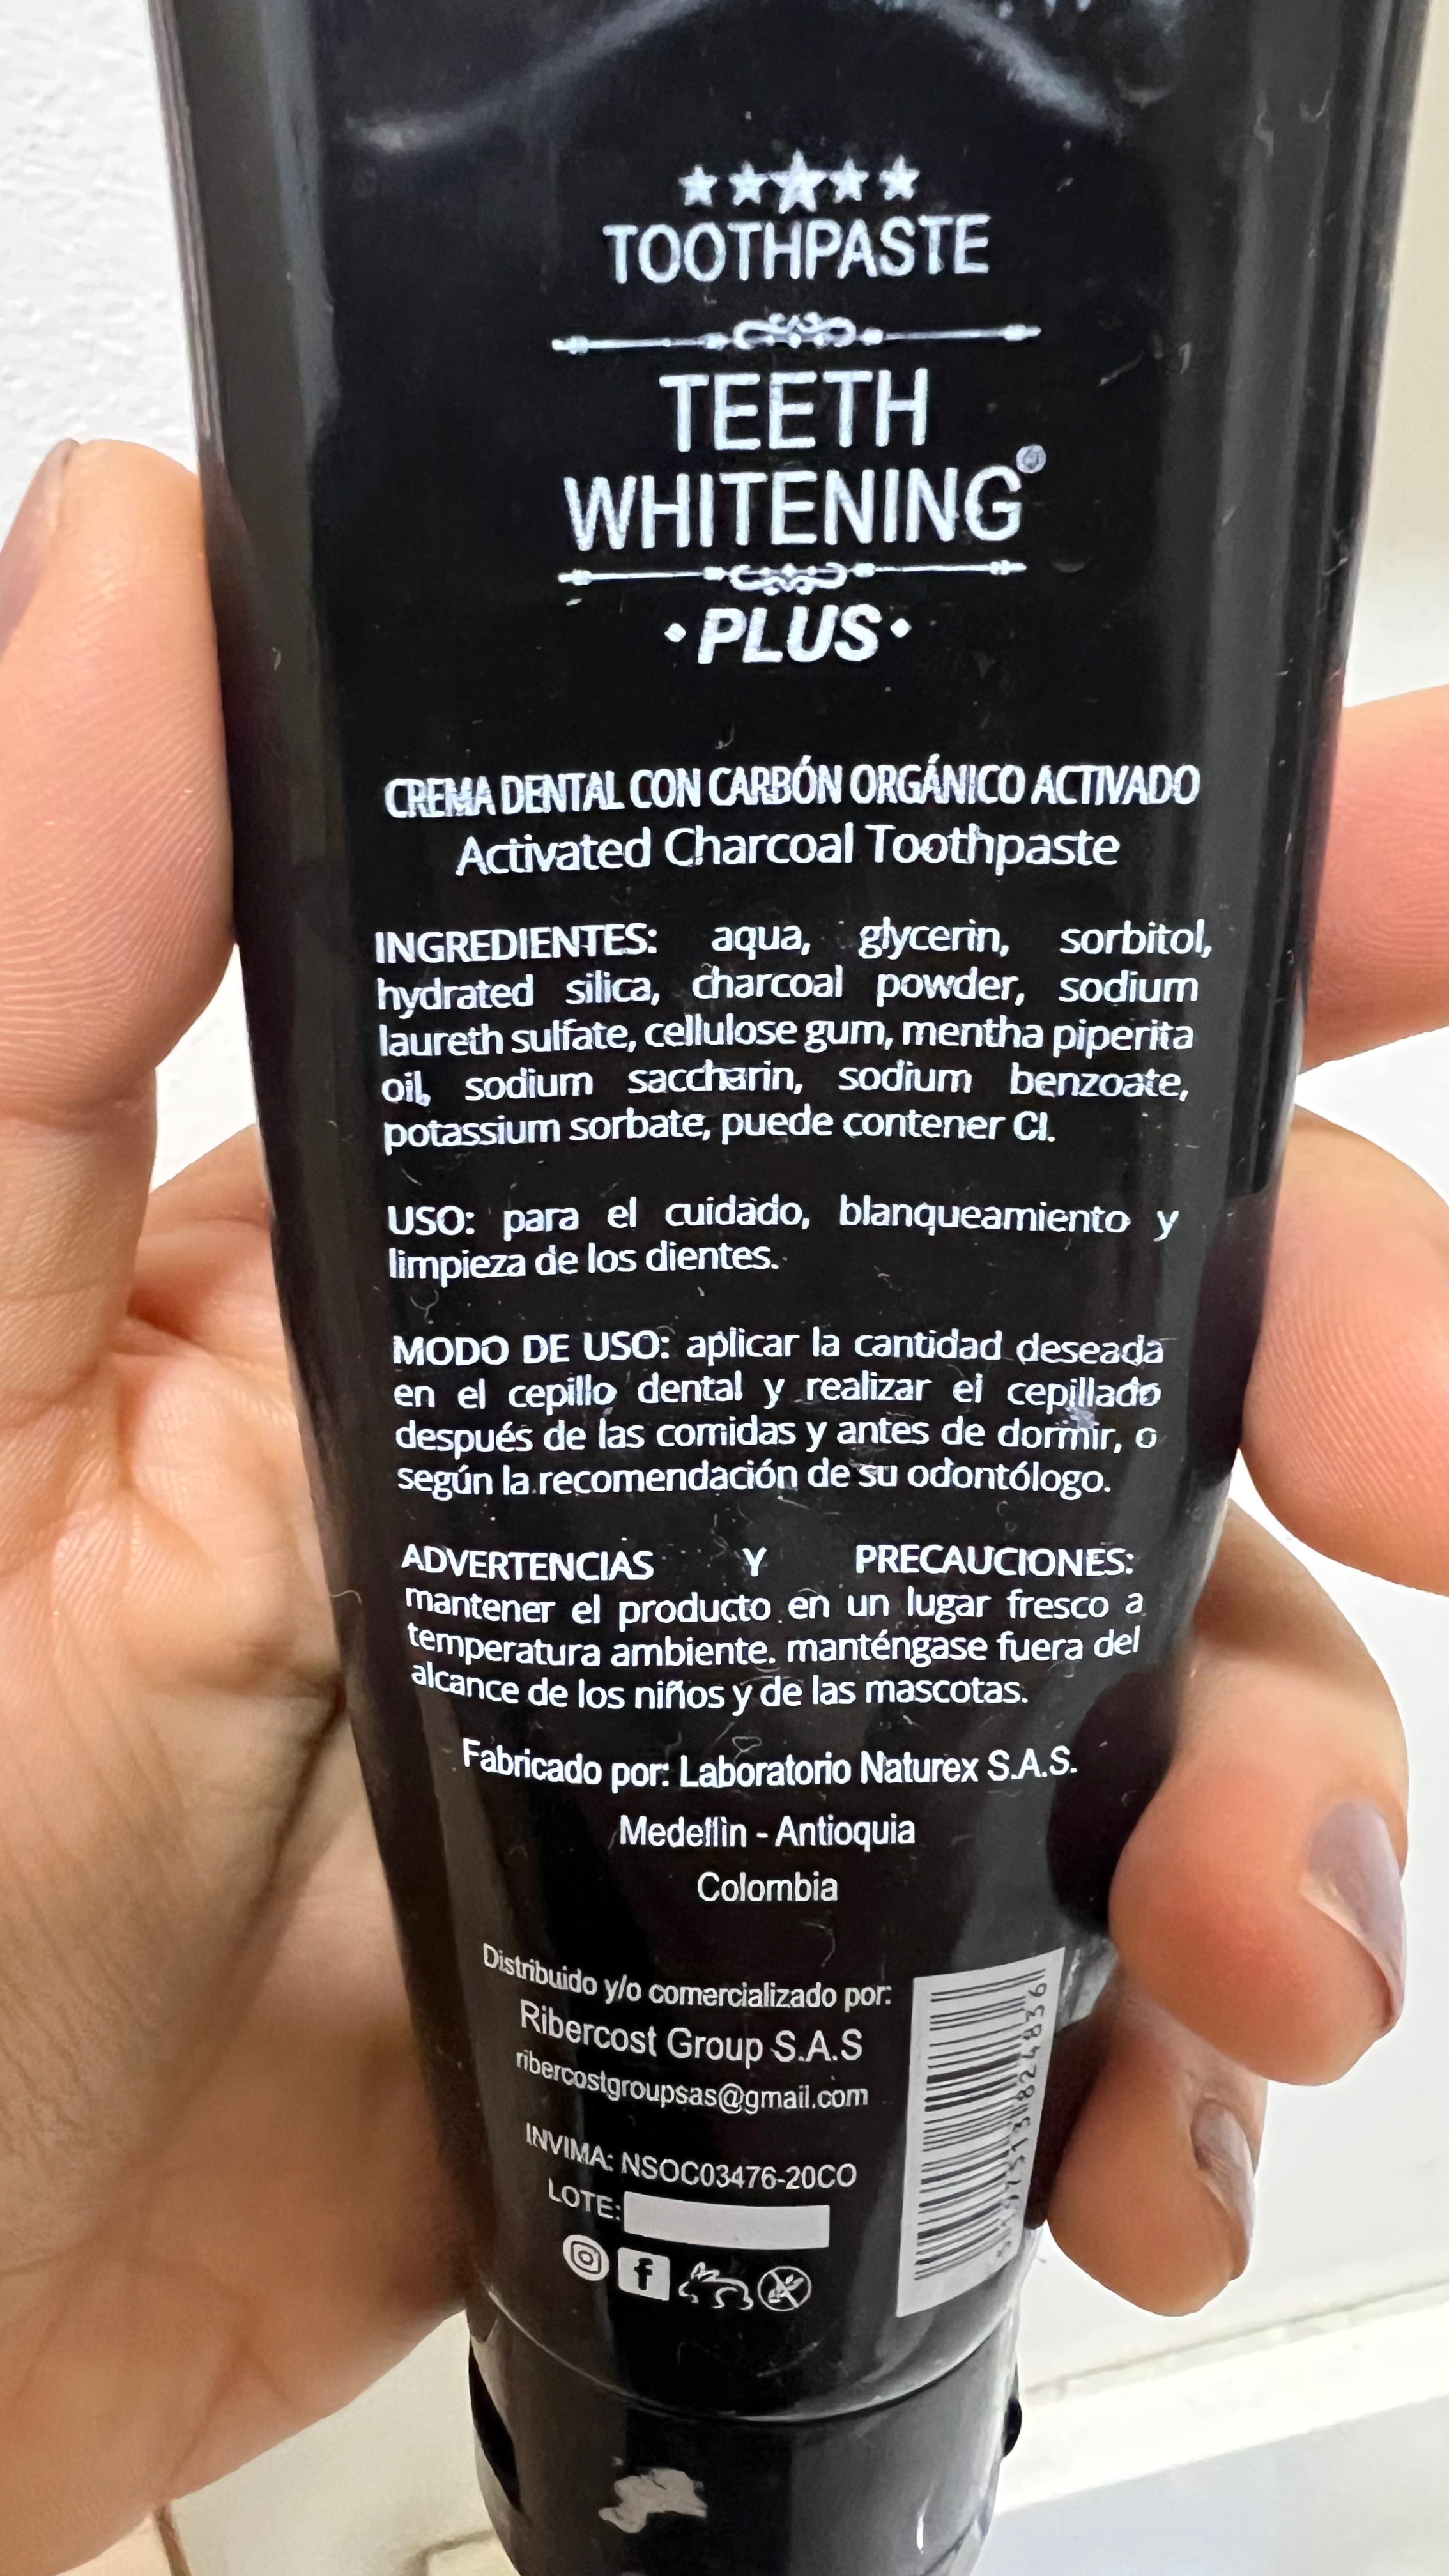 TOOTHPASTE
TEETH
WHITENING®
• PLUS •
CREMA DENTAL CON CARBÓN ORGÁNICO ACTIVADO
Activated Charcoal Toothpaste
INGREDIENTES: aqua, glycerin, sorbitol,
hydrated silica, charcoal powder, sodium
laureth sulfate, cellulose gum, mentha piperita
oil, sodium saccharin, sodium benzoate,
potassium sorbate, puede contener CI.
USO: para el cuidado, blanqueamiento y
limpieza de los dientes.
MODO DE USO: aplicar la cantidad deseada
en el cepillo dental y realizar el cepillado
después de las comidas y antes de dormir, o
según la recomendación de su odontólogo.
ADVERTENCIAS Y PRECAUCIONES:
mantener el producto en un lugar fresco a
temperatura ambiente. manténgase fuera del
alcance de los niños y de las mascotas.
Fabricado por: Laboratorio Naturex S.A.S.
Medellìn - Antioquia
Colombia
Distribuido y/o comercializado por:
Ribercost Group S.A.S
ribercostgroupsas@gmail.com
INVIMA: NSOC03476-20CO
LOTE: